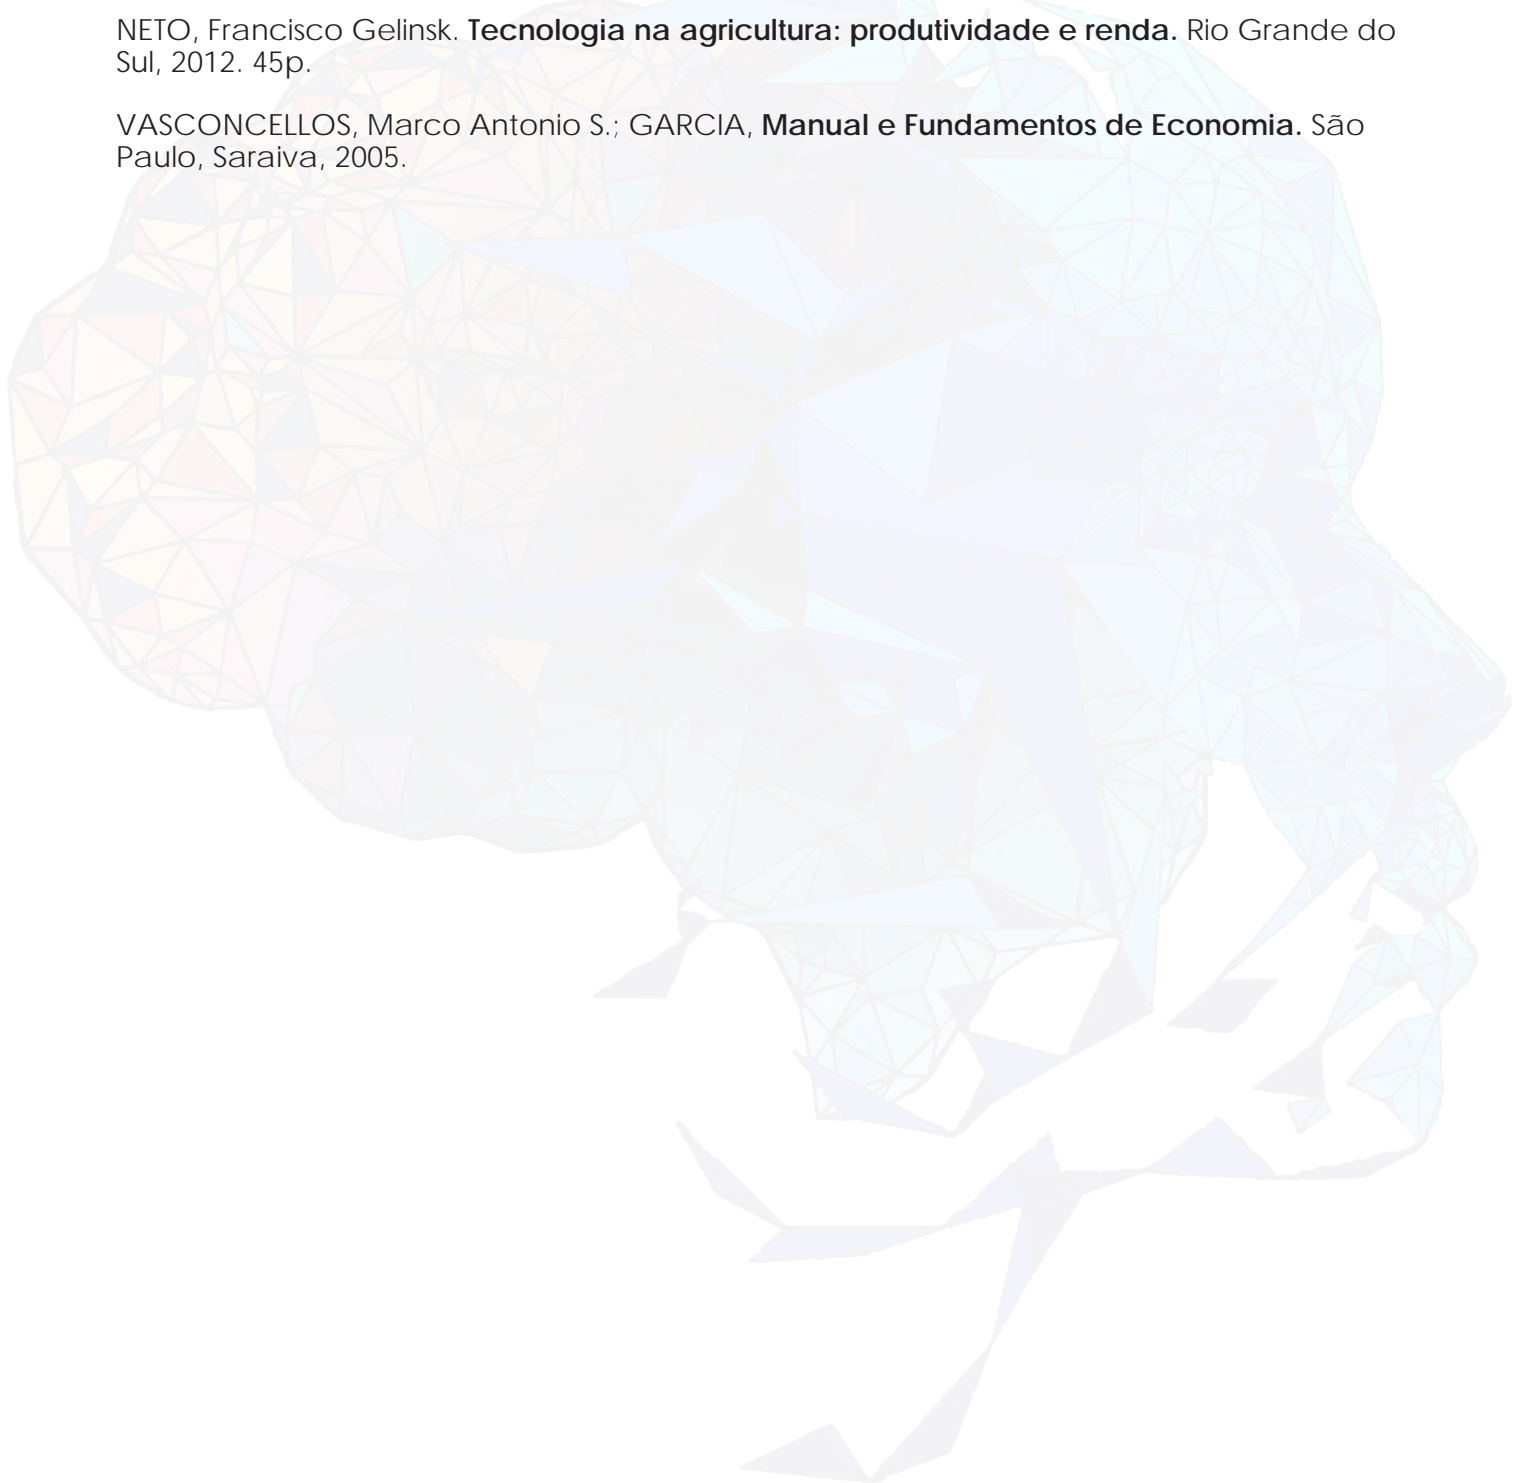 NETO, Francisco Gelinsk. Tecnologia na agricultura: produtividade e renda. Rio Grande do
Sul, 2012. 45p.
VASCONCELLOS, Marco Antonio S.; GARCIA, Manual e Fundamentos de Economia. São
Paulo, Saraiva, 2005.